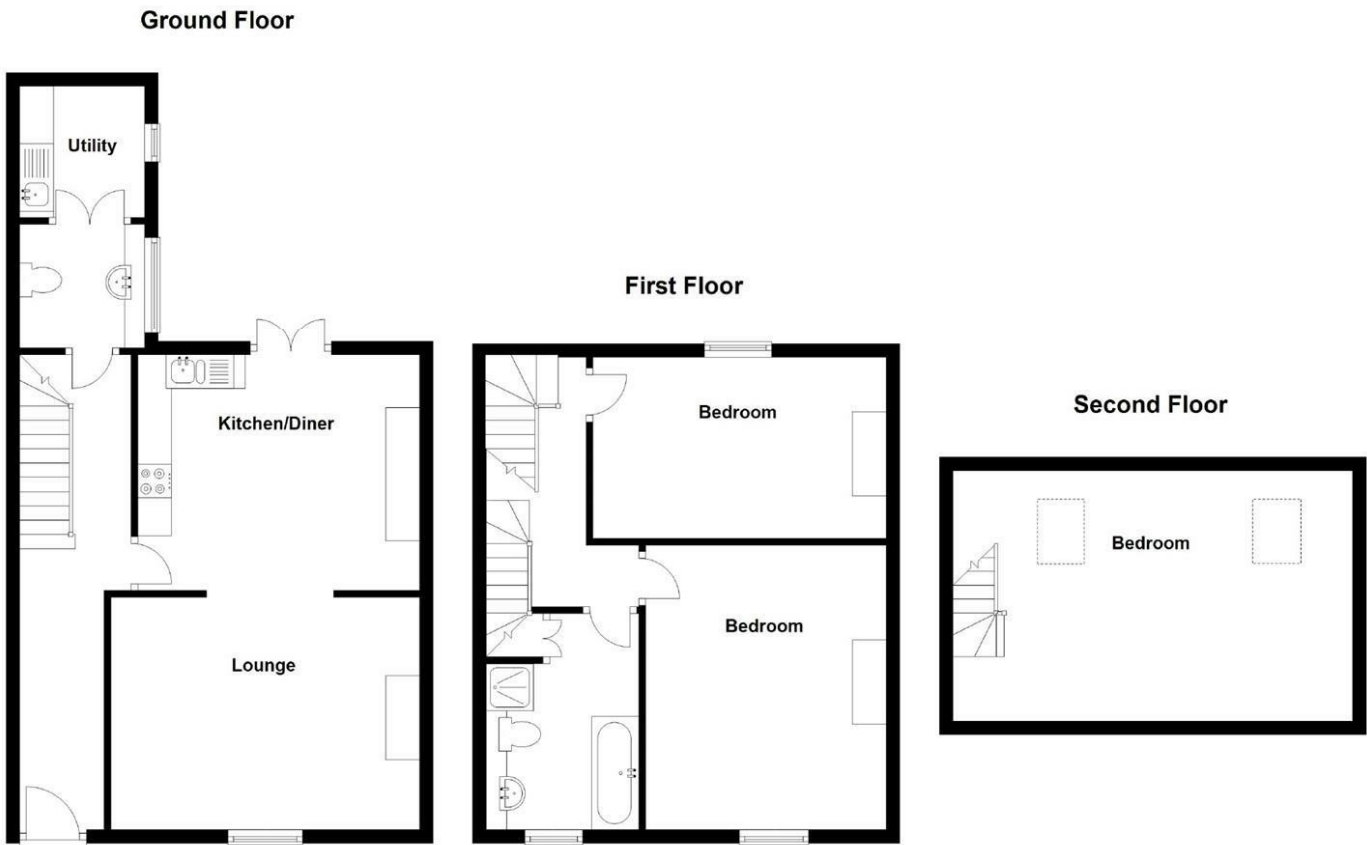 Ground Floor
Utility
Kitchen/Diner
Lounge
First Floor
Bedroom
Bedroom
Second Floor
Bedroom